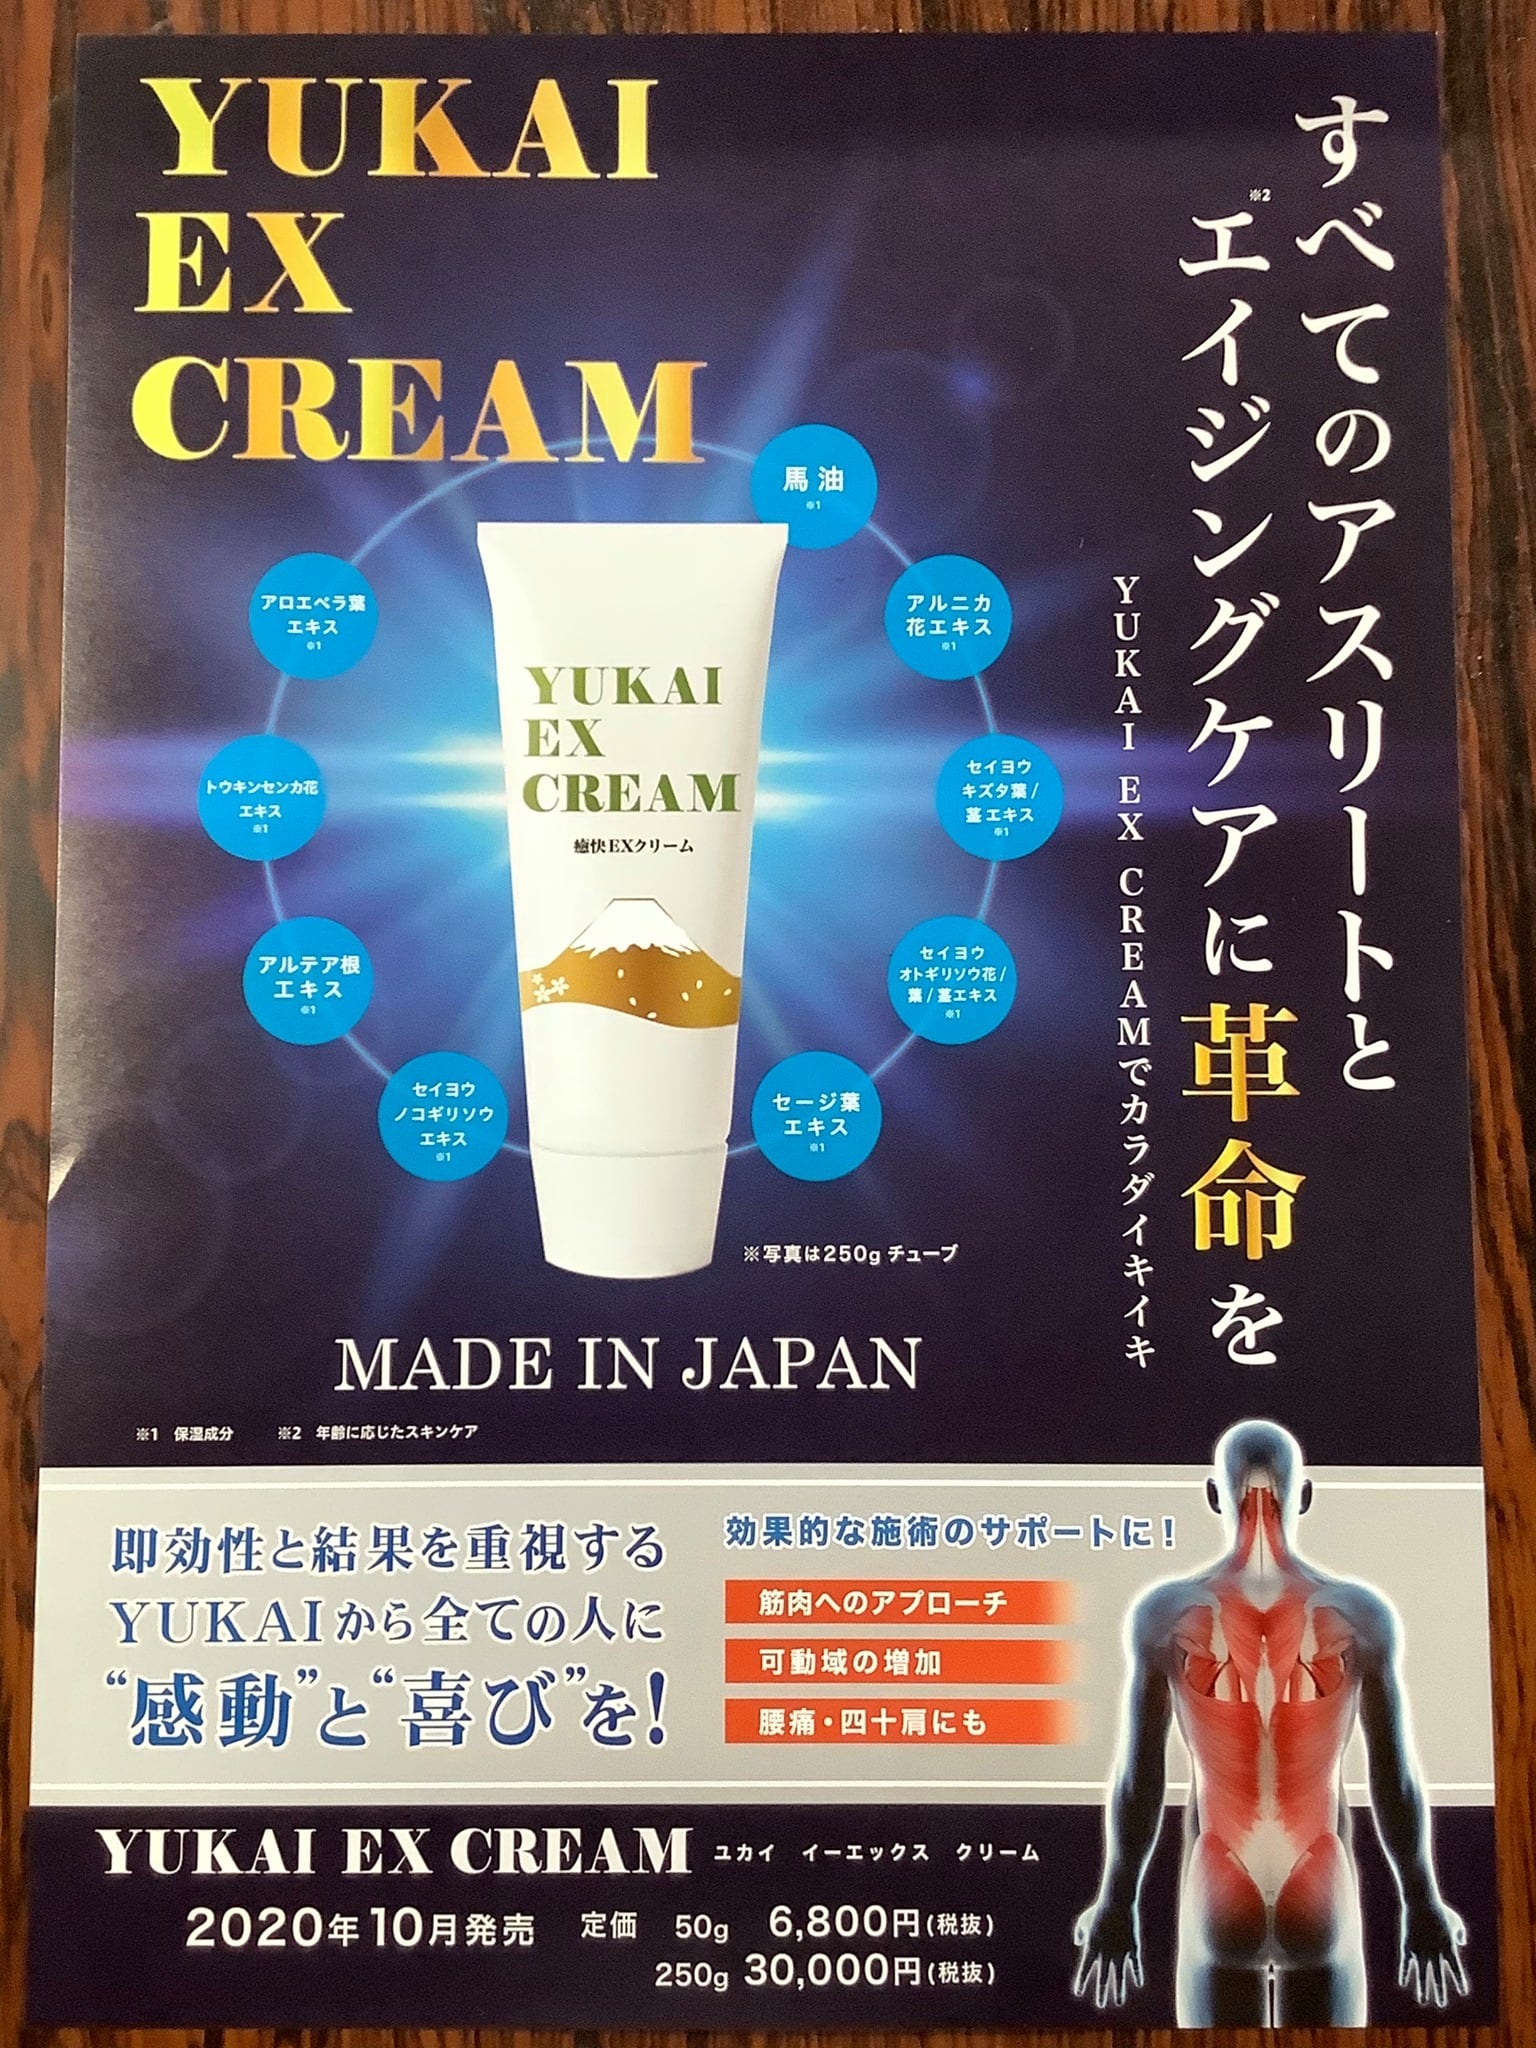 YUKAI
EX
CREAM
すべてのアスリートと
※2
エイジングケアに革命を
YUKAI EX CREAMでカラダイキイキ
馬油
※1
アルニカ
花エキス
※1
セイヨウ
キズタ葉/
茎エキス
※1
セイヨウ
オトギリソウ花/
葉/茎エキス
※1
セージ葉
エキス
※1
セイヨウ
ノコギリソウ
エキス
※1
アルテア根
エキス
※1
トウキンセンカ花
エキス
※1
アロエベラ葉
エキス
※1
YUKAI
EX
CREAM
癒快EXクリーム
※写真は250gチューブ
MADE IN JAPAN
※1 保湿成分 ※2 年齢に応じたスキンケア
即効性と結果を重視する
YUKAIから全ての人に
“感動”と“喜び”を!
効果的な施術のサポートに!
筋肉へのアプローチ
可動域の増加
腰痛・四十肩にも
YUKAI EX CREAM ユカイ イーエックス クリーム
2020年10月発売 定価 50g 6,800円(税抜)
250g 30,000円(税抜)